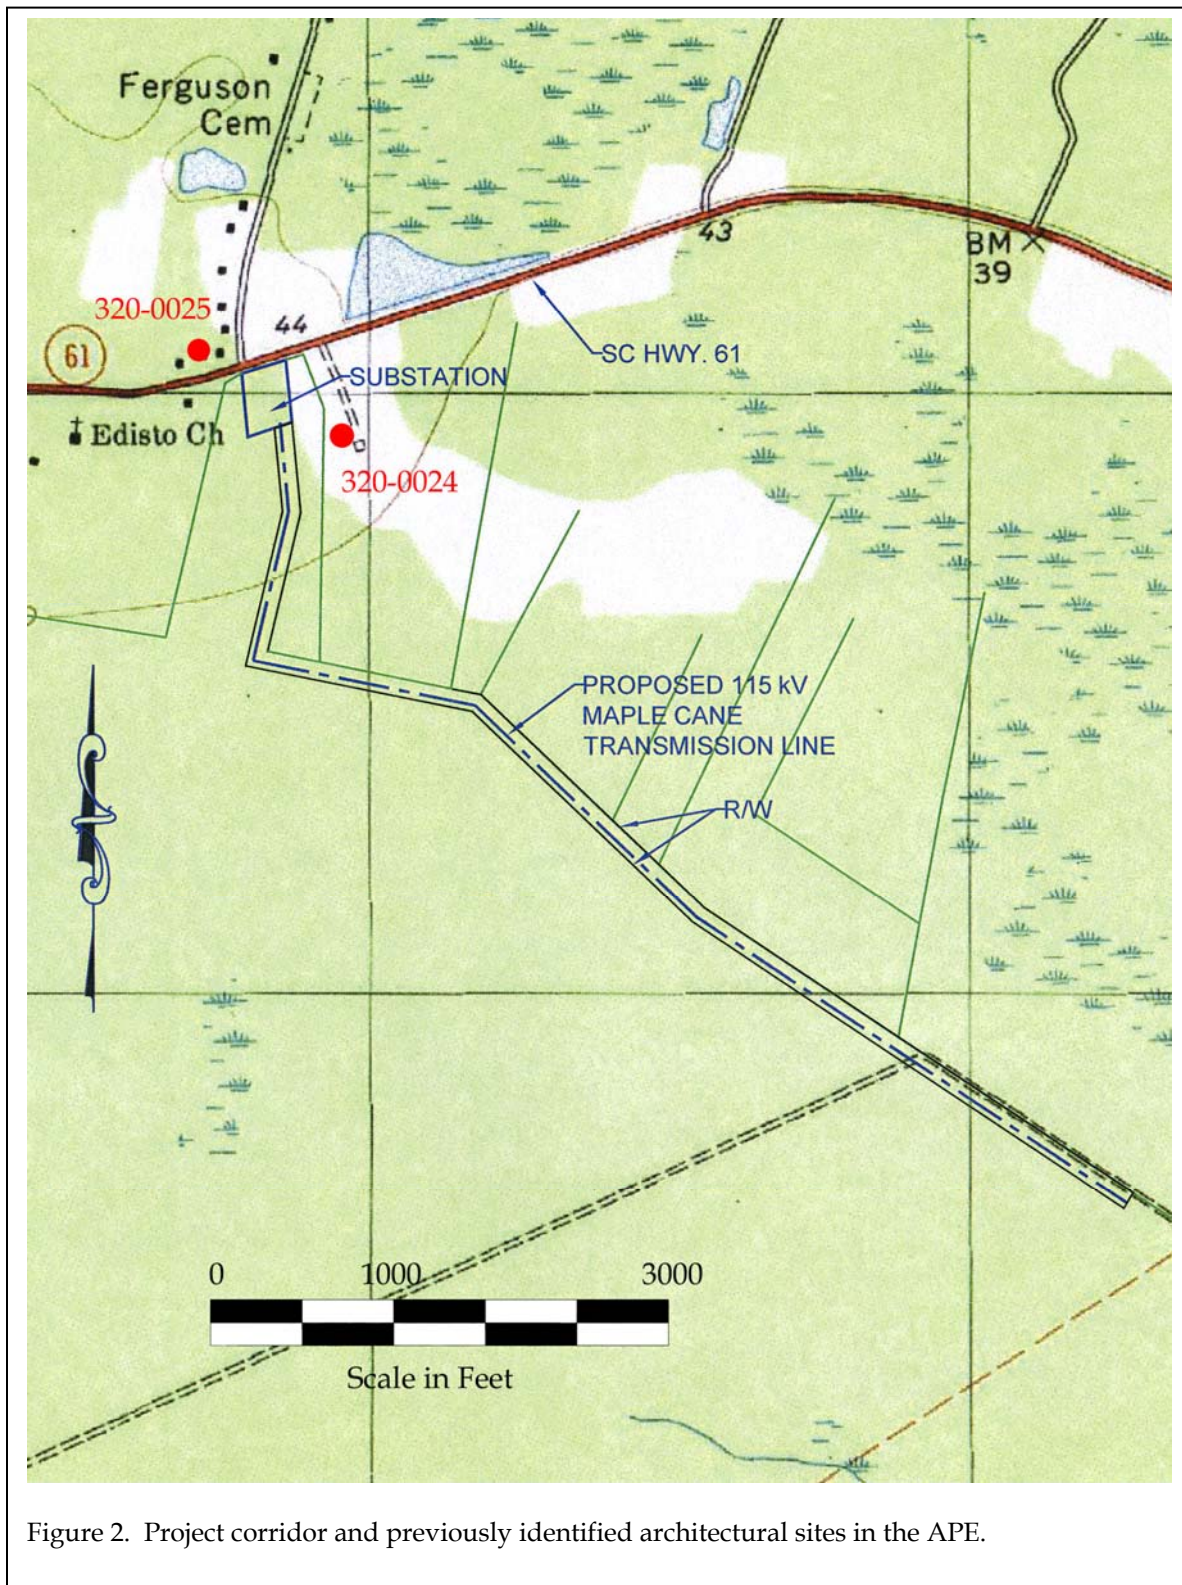 Ferguson
Cem
43
BM
39
320-0025
44
61
SC HWY. 61
SUBSTATION
Edisto Ch
320-0024
PROPOSED 115 kV
MAPLE CANE
TRANSMISSION LINE
R/W
0 1000 3000
Scale in Feet
Figure 2. Project corridor and previously identified architectural sites in the APE.